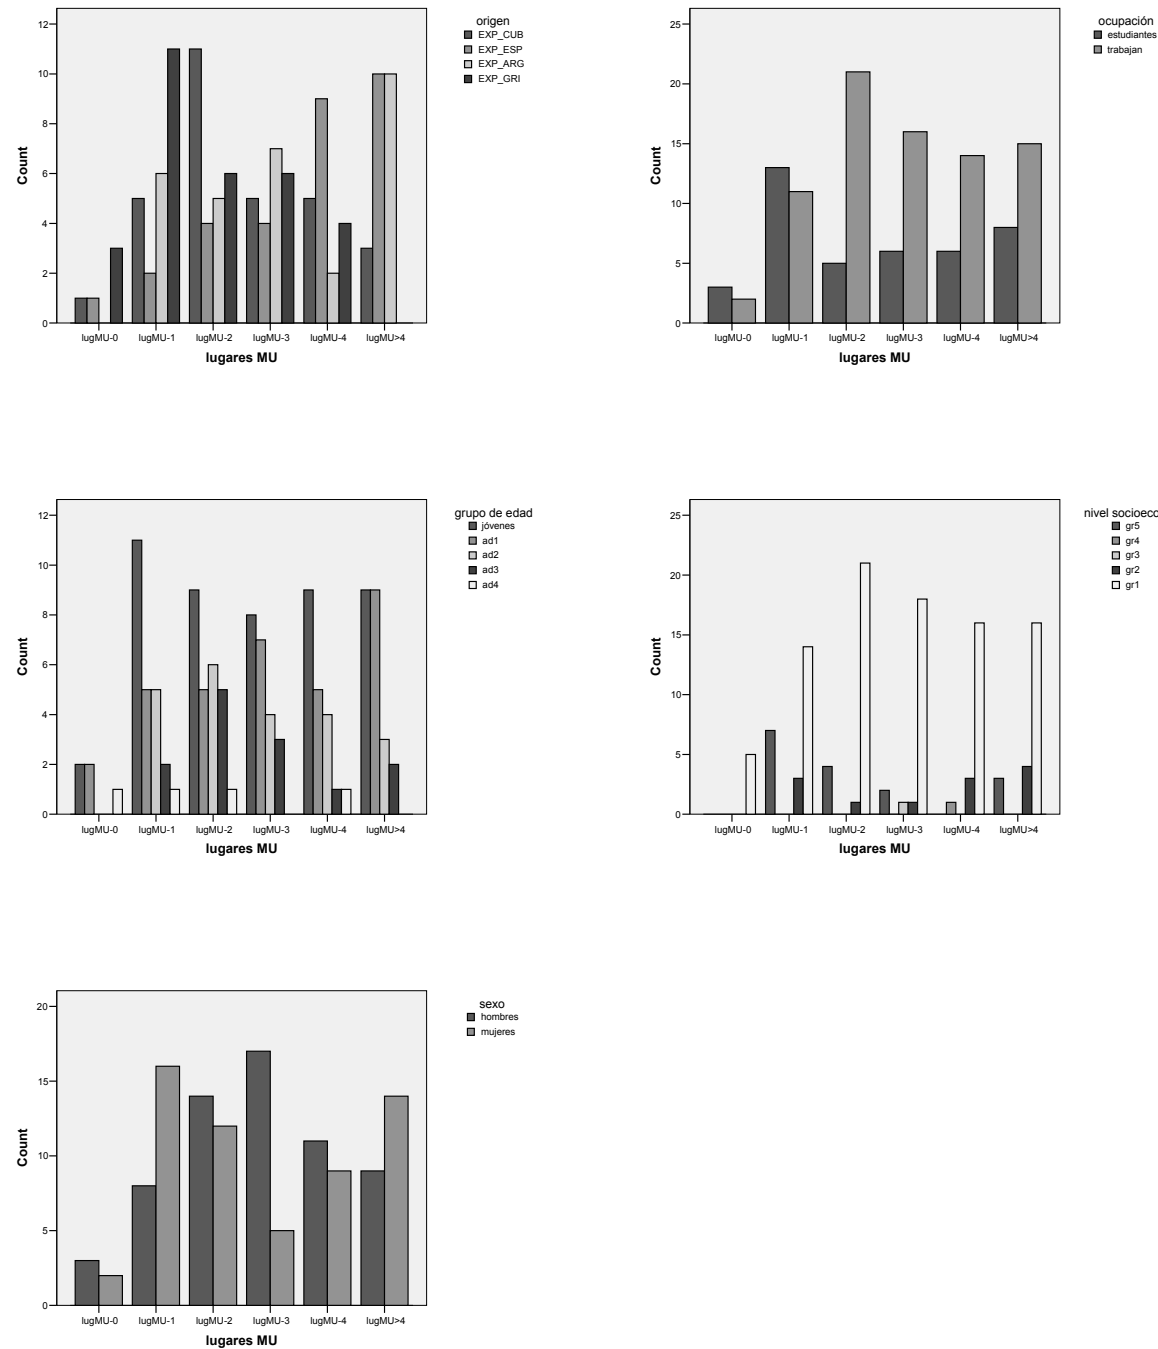 origen
EXP_CUB
EXP_ESP
EXP_ARG
EXP_GRI
12
10
8
6
4
2
0
Count
lugMU-0 lugMU-1 lugMU-2 lugMU-3 lugMU-4 lugMU>4
lugares MU
ocupación
estudiantes
trabajan
25
20
15
10
5
0
Count
lugMU-0 lugMU-1 lugMU-2 lugMU-3 lugMU-4 lugMU>4
lugares MU
grupo de edad
jóvenes
ad1
ad2
ad3
ad4
12
10
8
6
4
2
0
Count
lugMU-0 lugMU-1 lugMU-2 lugMU-3 lugMU-4 lugMU>4
lugares MU
nivel socioeco
gr5
gr4
gr3
gr2
gr1
25
20
15
10
5
0
Count
lugMU-0 lugMU-1 lugMU-2 lugMU-3 lugMU-4 lugMU>4
lugares MU
sexo
hombres
mujeres
20
15
10
5
0
Count
lugMU-0 lugMU-1 lugMU-2 lugMU-3 lugMU-4 lugMU>4
lugares MU